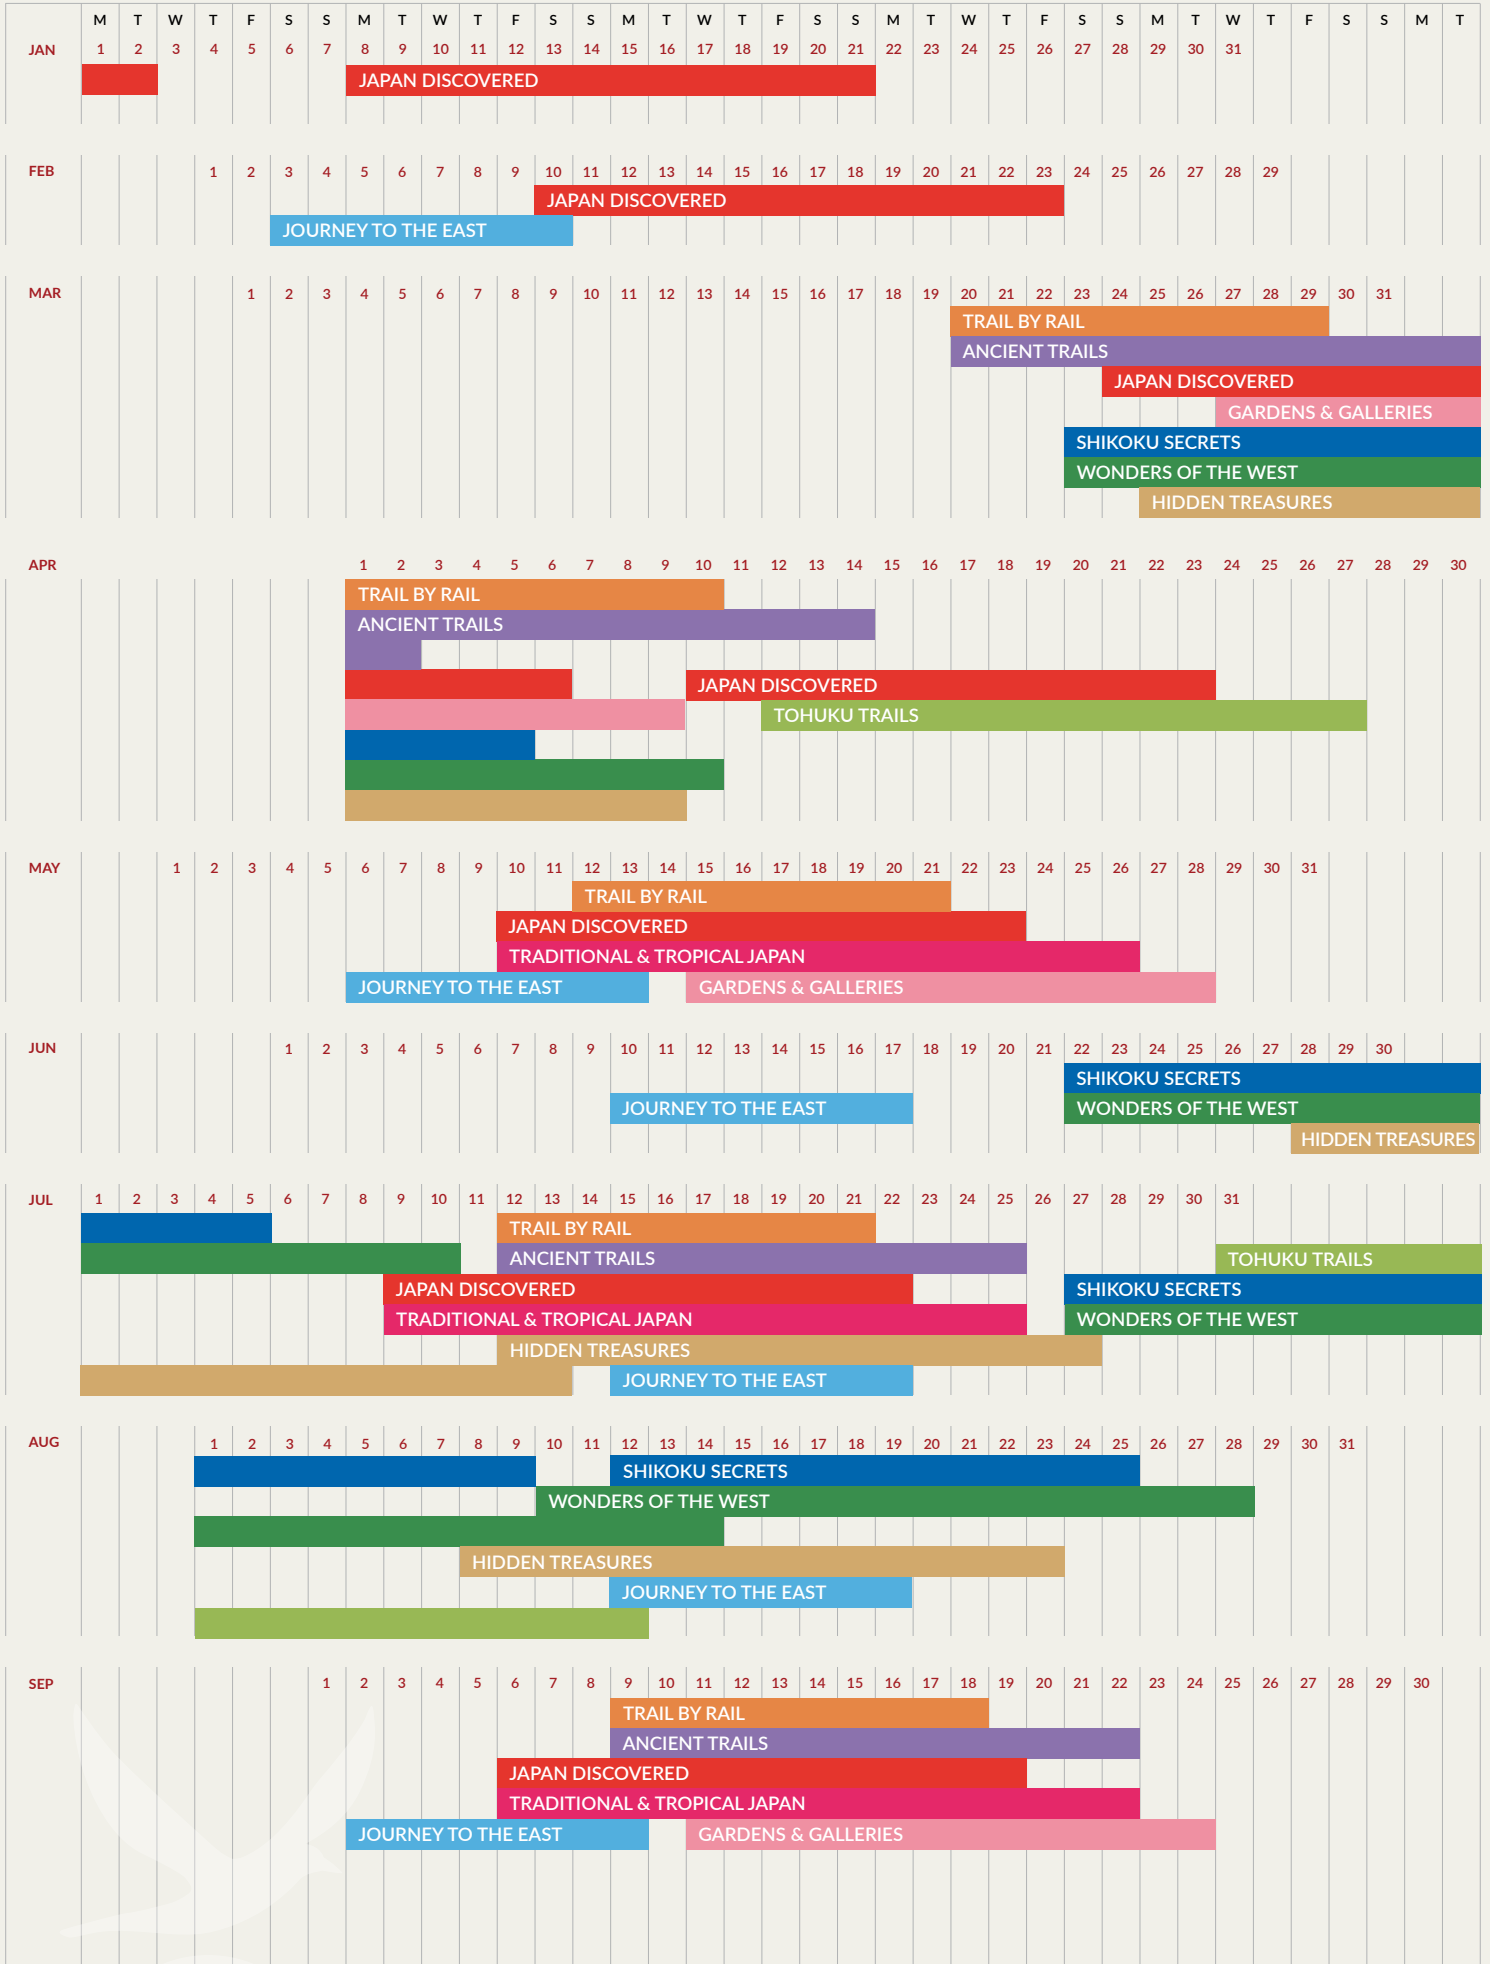 M T W T F S S M T W T F S S M T W T F S S M T W T F S S M T W T F S S M T
JAN 1 2 3 4 5 6 7 8 9 10 11 12 13 14 15 16 17 18 19 20 21 22 23 24 25 26 27 28 29 30 31
JAPAN DISCOVERED
FEB 1 2 3 4 5 6 7 8 9 10 11 12 13 14 15 16 17 18 19 20 21 22 23 24 25 26 27 28 29
JAPAN DISCOVERED
JOURNEY TO THE EAST
MAR 1 2 3 4 5 6 7 8 9 10 11 12 13 14 15 16 17 18 19 20 21 22 23 24 25 26 27 28 29 30 31
TRAIL BY RAIL
ANCIENT TRAILS
JAPAN DISCOVERED
GARDENS & GALLERIES
SHIKOKU SECRETS
WONDERS OF THE WEST
HIDDEN TREASURES
APR 1 2 3 4 5 6 7 8 9 10 11 12 13 14 15 16 17 18 19 20 21 22 23 24 25 26 27 28 29 30
TRAIL BY RAIL
ANCIENT TRAILS
JAPAN DISCOVERED
TOHUKU TRAILS
MAY 1 2 3 4 5 6 7 8 9 10 11 12 13 14 15 16 17 18 19 20 21 22 23 24 25 26 27 28 29 30 31
TRAIL BY RAIL
JAPAN DISCOVERED
TRADITIONAL & TROPICAL JAPAN
JOURNEY TO THE EAST GARDENS & GALLERIES
JUN 1 2 3 4 5 6 7 8 9 10 11 12 13 14 15 16 17 18 19 20 21 22 23 24 25 26 27 28 29 30
SHIKOKU SECRETS
JOURNEY TO THE EAST WONDERS OF THE WEST
HIDDEN TREASURES
JUL 1 2 3 4 5 6 7 8 9 10 11 12 13 14 15 16 17 18 19 20 21 22 23 24 25 26 27 28 29 30 31
TRAIL BY RAIL
ANCIENT TRAILS TOHUKU TRAILS
JAPAN DISCOVERED SHIKOKU SECRETS
TRADITIONAL & TROPICAL JAPAN WONDERS OF THE WEST
HIDDEN TREASURES
JOURNEY TO THE EAST
AUG 1 2 3 4 5 6 7 8 9 10 11 12 13 14 15 16 17 18 19 20 21 22 23 24 25 26 27 28 29 30 31
SHIKOKU SECRETS
WONDERS OF THE WEST
HIDDEN TREASURES
JOURNEY TO THE EAST
SEP 1 2 3 4 5 6 7 8 9 10 11 12 13 14 15 16 17 18 19 20 21 22 23 24 25 26 27 28 29 30
TRAIL BY RAIL
ANCIENT TRAILS
JAPAN DISCOVERED
TRADITIONAL & TROPICAL JAPAN
JOURNEY TO THE EAST GARDENS & GALLERIES